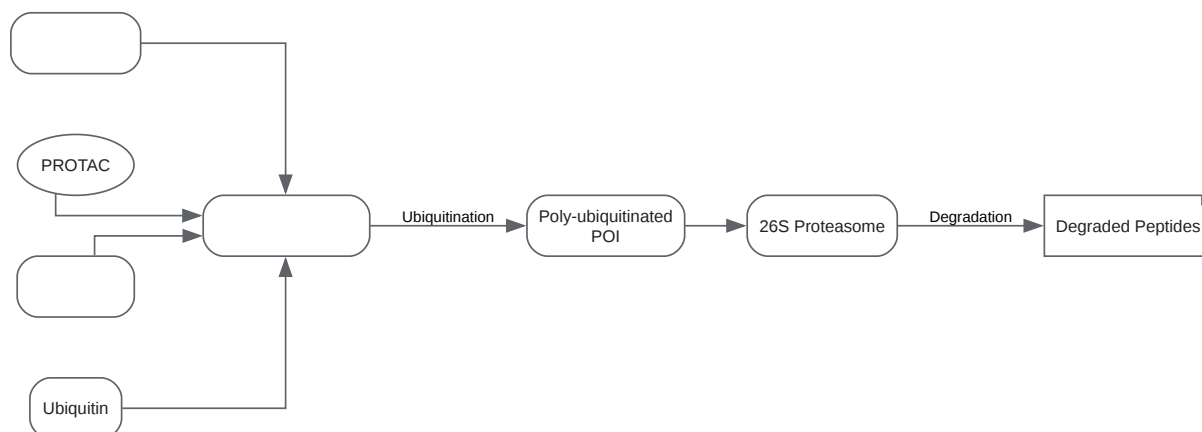 PROTAC
Ubiquitination
Poly-ubiquitinated
POI
26S Proteasome
Degradation
Degraded Peptides
Ubiquitin